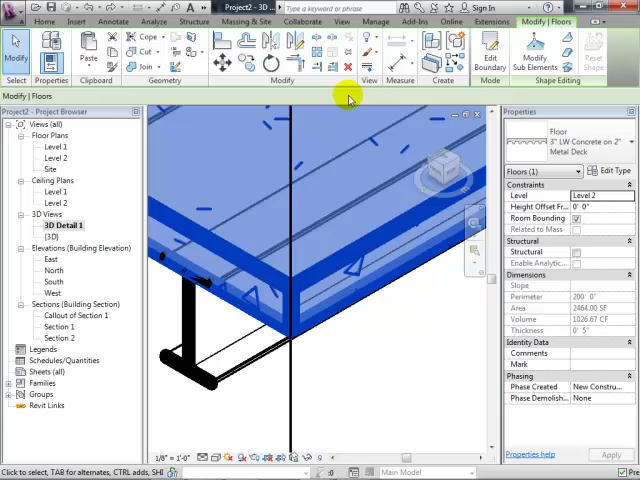 Project2 - 3D ...
Type a keyword or phrase
Sign In
Insert
Annotate
Analyze
Structure
Massing & Site
Collaborate
View
Manage
Add-Ins
Online
Extensions
Modify | Floors
Modify
Properties
Paste
Cope
Cut
Join
Edit Boundary
Modify Sub Elements
Reset Shape
Select
Properties
Clipboard
Geometry
Modify
View
Measure
Create
Mode
Shape Editing
Modify | Floors
Project2 - Project Browser
Views (all)
Floor Plans
Level 1
Level 2
Site
Ceiling Plans
Level 1
Level 2
3D Views
3D Detail 1
{3D}
Elevations (Building Elevation)
East
North
South
West
Sections (Building Section)
Callout of Section 1
Section 1
Section 2
Legends
Schedules/Quantities
Sheets (all)
Families
Groups
Revit Links
Properties
Floor
3" LW Concrete on 2"
Metal Deck
Floors (1)
Edit Type
Constraints
Level
Level 2
Height Offset Fr...
0' 0"
Room Bounding
Related to Mass
Structural
Structural
Enable Analytic...
Dimensions
Slope
Perimeter
200' 0"
Area
2464.00 SF
Volume
1026.67 CF
Thickness
0' 5"
Identity Data
Comments
Mark
Phasing
Phase Created
New Constru...
Phase Demolis...
None
Properties help
Apply
1/8" = 1'-0"
Click to select, TAB for alternates, CTRL adds, SHI
:0
Main Model
Pre